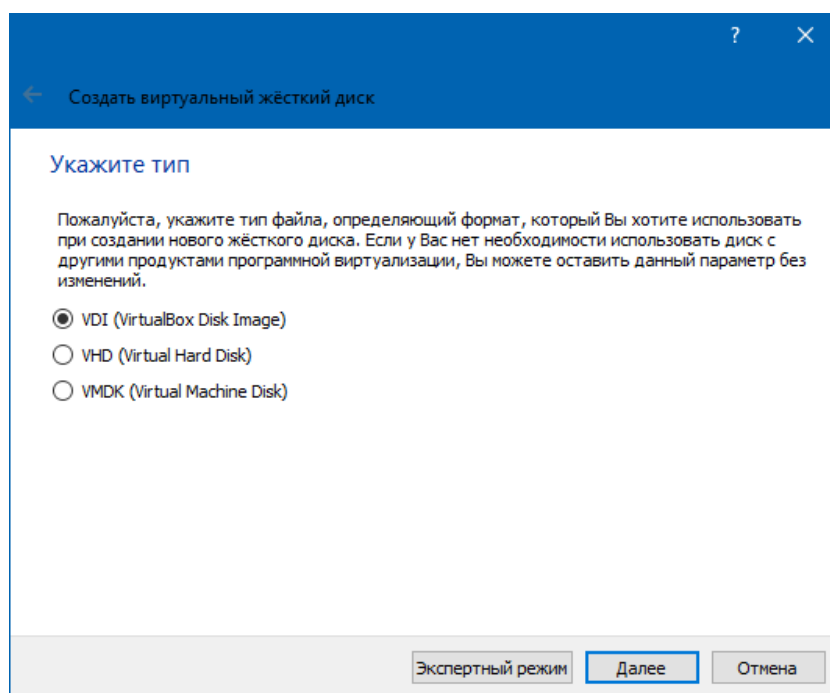 ?
Создать виртуальный жёсткий диск
Укажите тип
Пожалуйста, укажите тип файла, определяющий формат, который Вы хотите использовать
при создании нового жёсткого диска. Если у Вас нет необходимости использовать диск с
другими продуктами программной виртуализации, Вы можете оставить данный параметр без
изменений.
VDI (VirtualBox Disk Image)
VHD (Virtual Hard Disk)
VMDK (Virtual Machine Disk)
Экспертный режим Далее Отмена